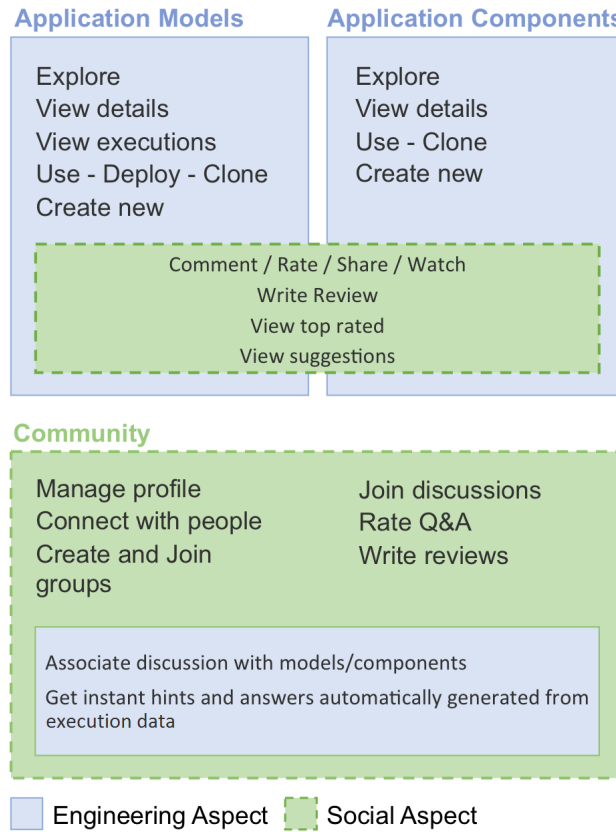 Application Models
Explore
View details
View executions
Use - Deploy - Clone
Create new
Application Components
Explore
View details
Use - Clone
Create new
Comment / Rate / Share / Watch
Write Review
View top rated
View suggestions
Community
Manage profile
Connect with people
Create and Join
groups
Join discussions
Rate Q&A
Write reviews
Associate discussion with models/components
Get instant hints and answers automatically generated from
execution data
Engineering Aspect
Social Aspect